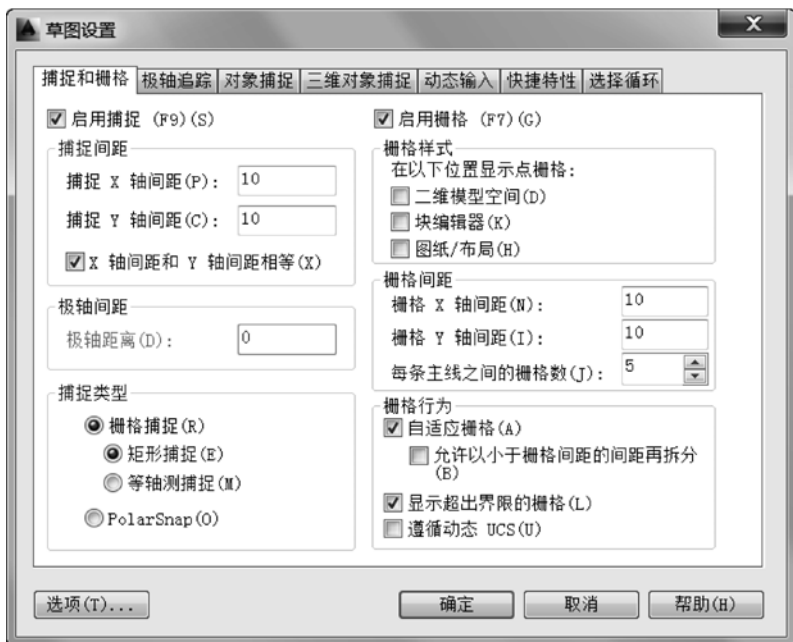 草图设置
捕捉和栅格 极轴追踪 对象捕捉 三维对象捕捉 动态输入 快捷特性 选择循环
启用捕捉 (F9)(S)
捕捉间距
捕捉 X 轴间距(P): 10
捕捉 Y 轴间距(C): 10
X 轴间距和 Y 轴间距相等(X)
极轴间距
极轴距离(D): 0
捕捉类型
栅格捕捉(R)
矩形捕捉(E)
等轴测捕捉(M)
PolarSnap(O)
启用栅格 (F7)(G)
栅格样式
在以下位置显示点栅格:
二维模型空间(D)
块编辑器(K)
图纸/布局(H)
栅格间距
栅格 X 轴间距(N): 10
栅格 Y 轴间距(I): 10
每条主线之间的栅格数(J): 5
栅格行为
自适应栅格(A)
允许以小于栅格间距的间距再拆分
(B)
显示超出界限的栅格(L)
遵循动态 UCS(U)
选项(T)... 确定 取消 帮助(H)